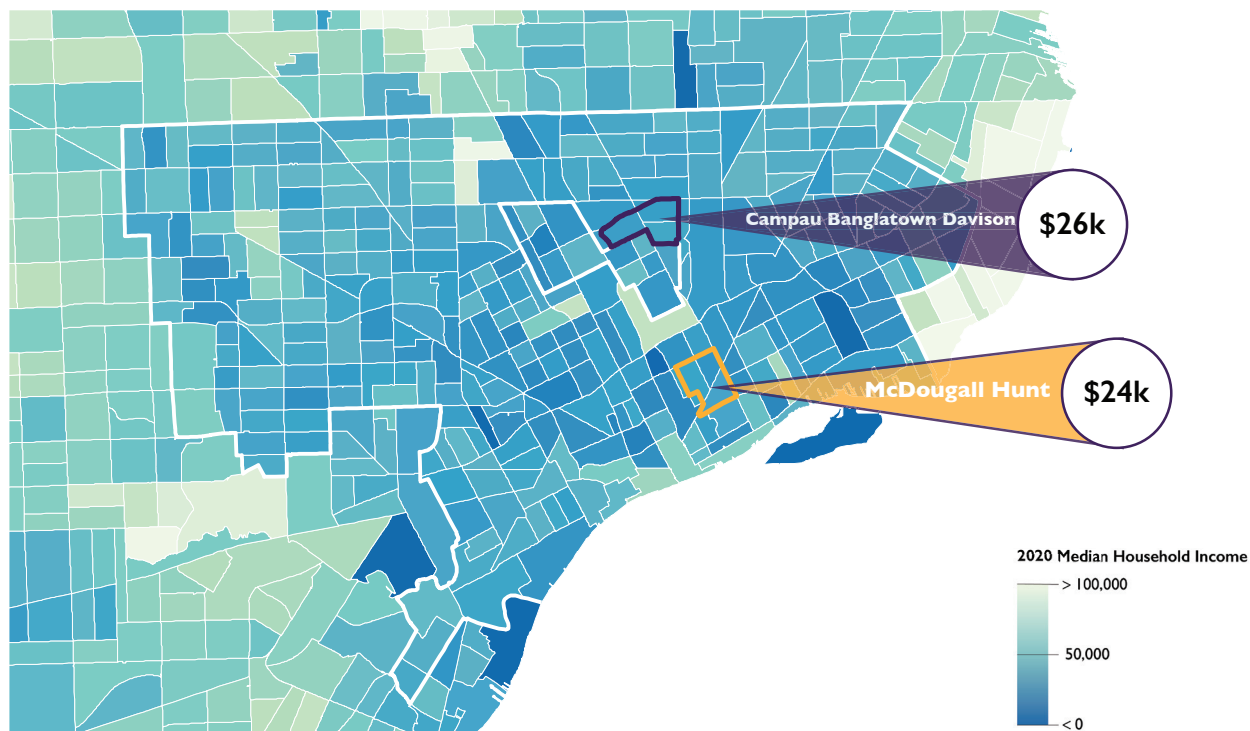 Campau Banglatown Davison
$26k
McDougall Hunt
$24k
2020 Median Household Income
> 100,000
50,000
< 0